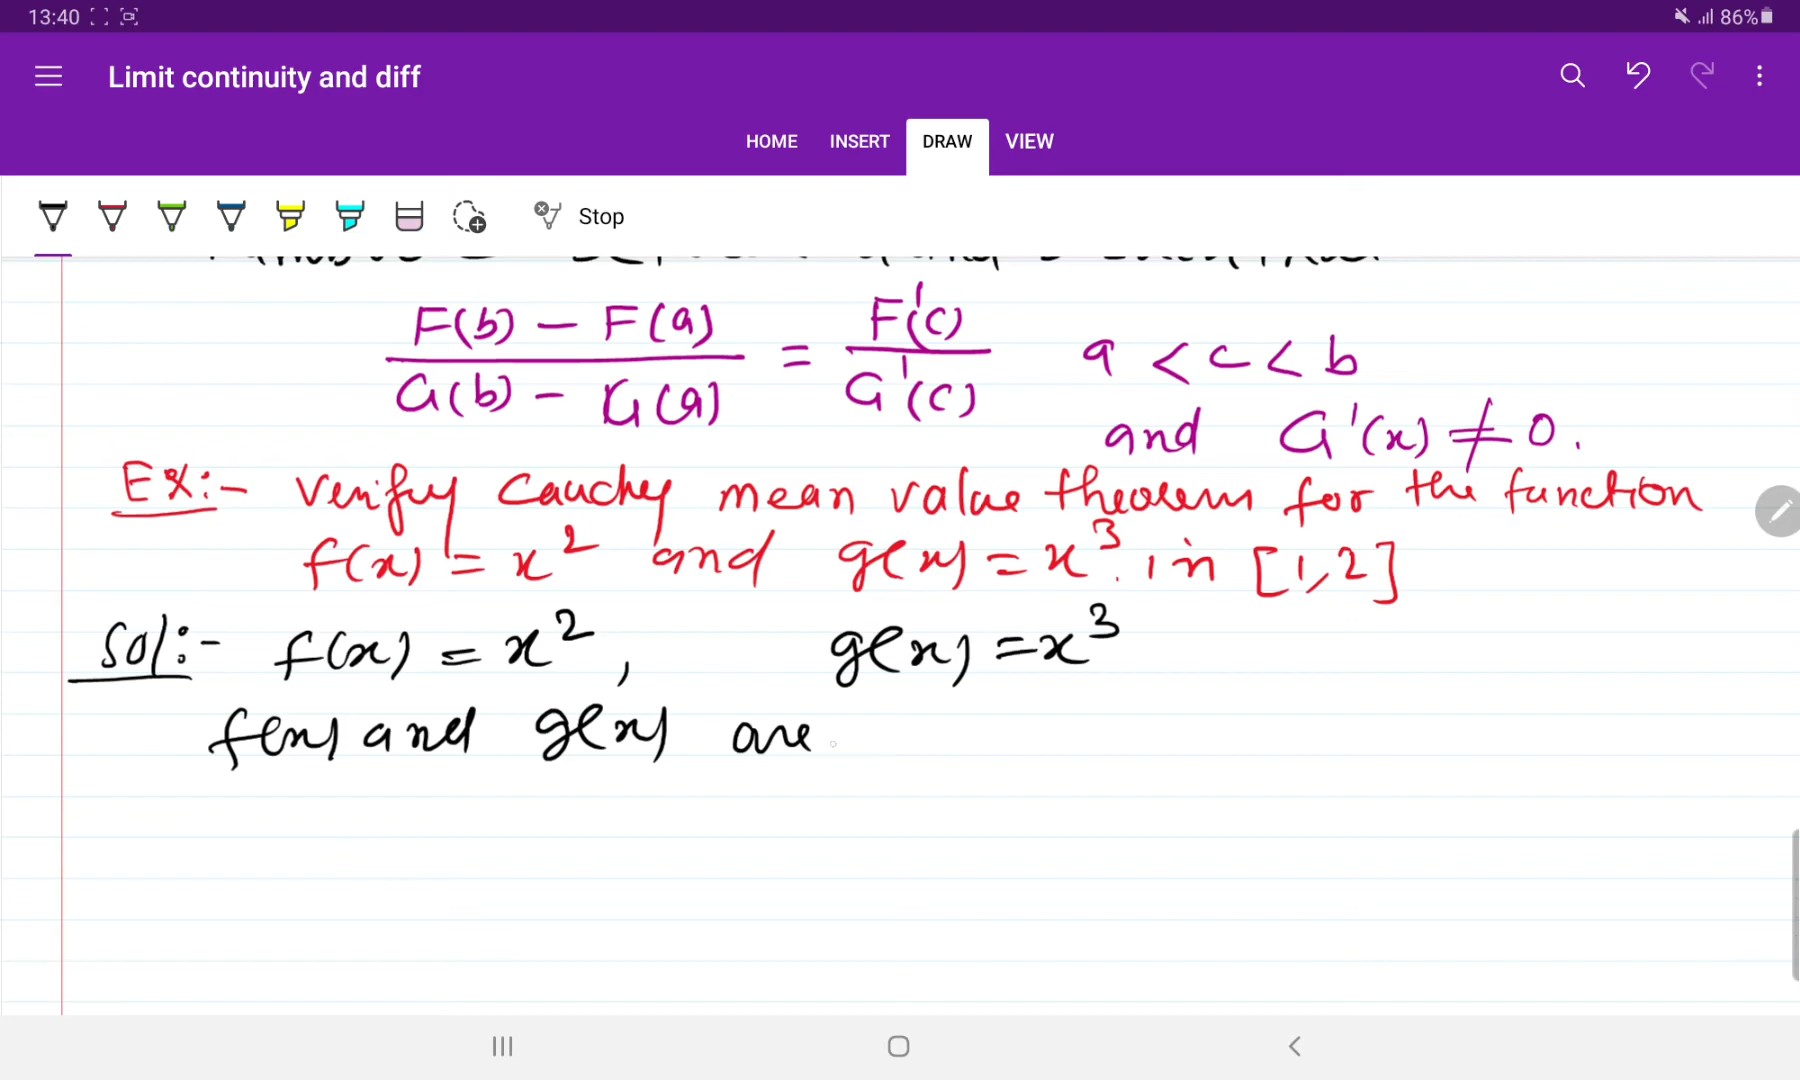 13:40 86%
Limit continuity and diff
HOME INSERT DRAW VIEW
Stop
F(b) – F(a) / G(b) – G(a) = F'(c) / G'(c) a < c < b
and G'(x) ≠ 0.
Ex:- Verify Cauchy mean value theorem for the function
f(x) = x² and g(x) = x³. in [1,2]
Sol:- f(x) = x², g(x) = x³
f(x) and g(x) are